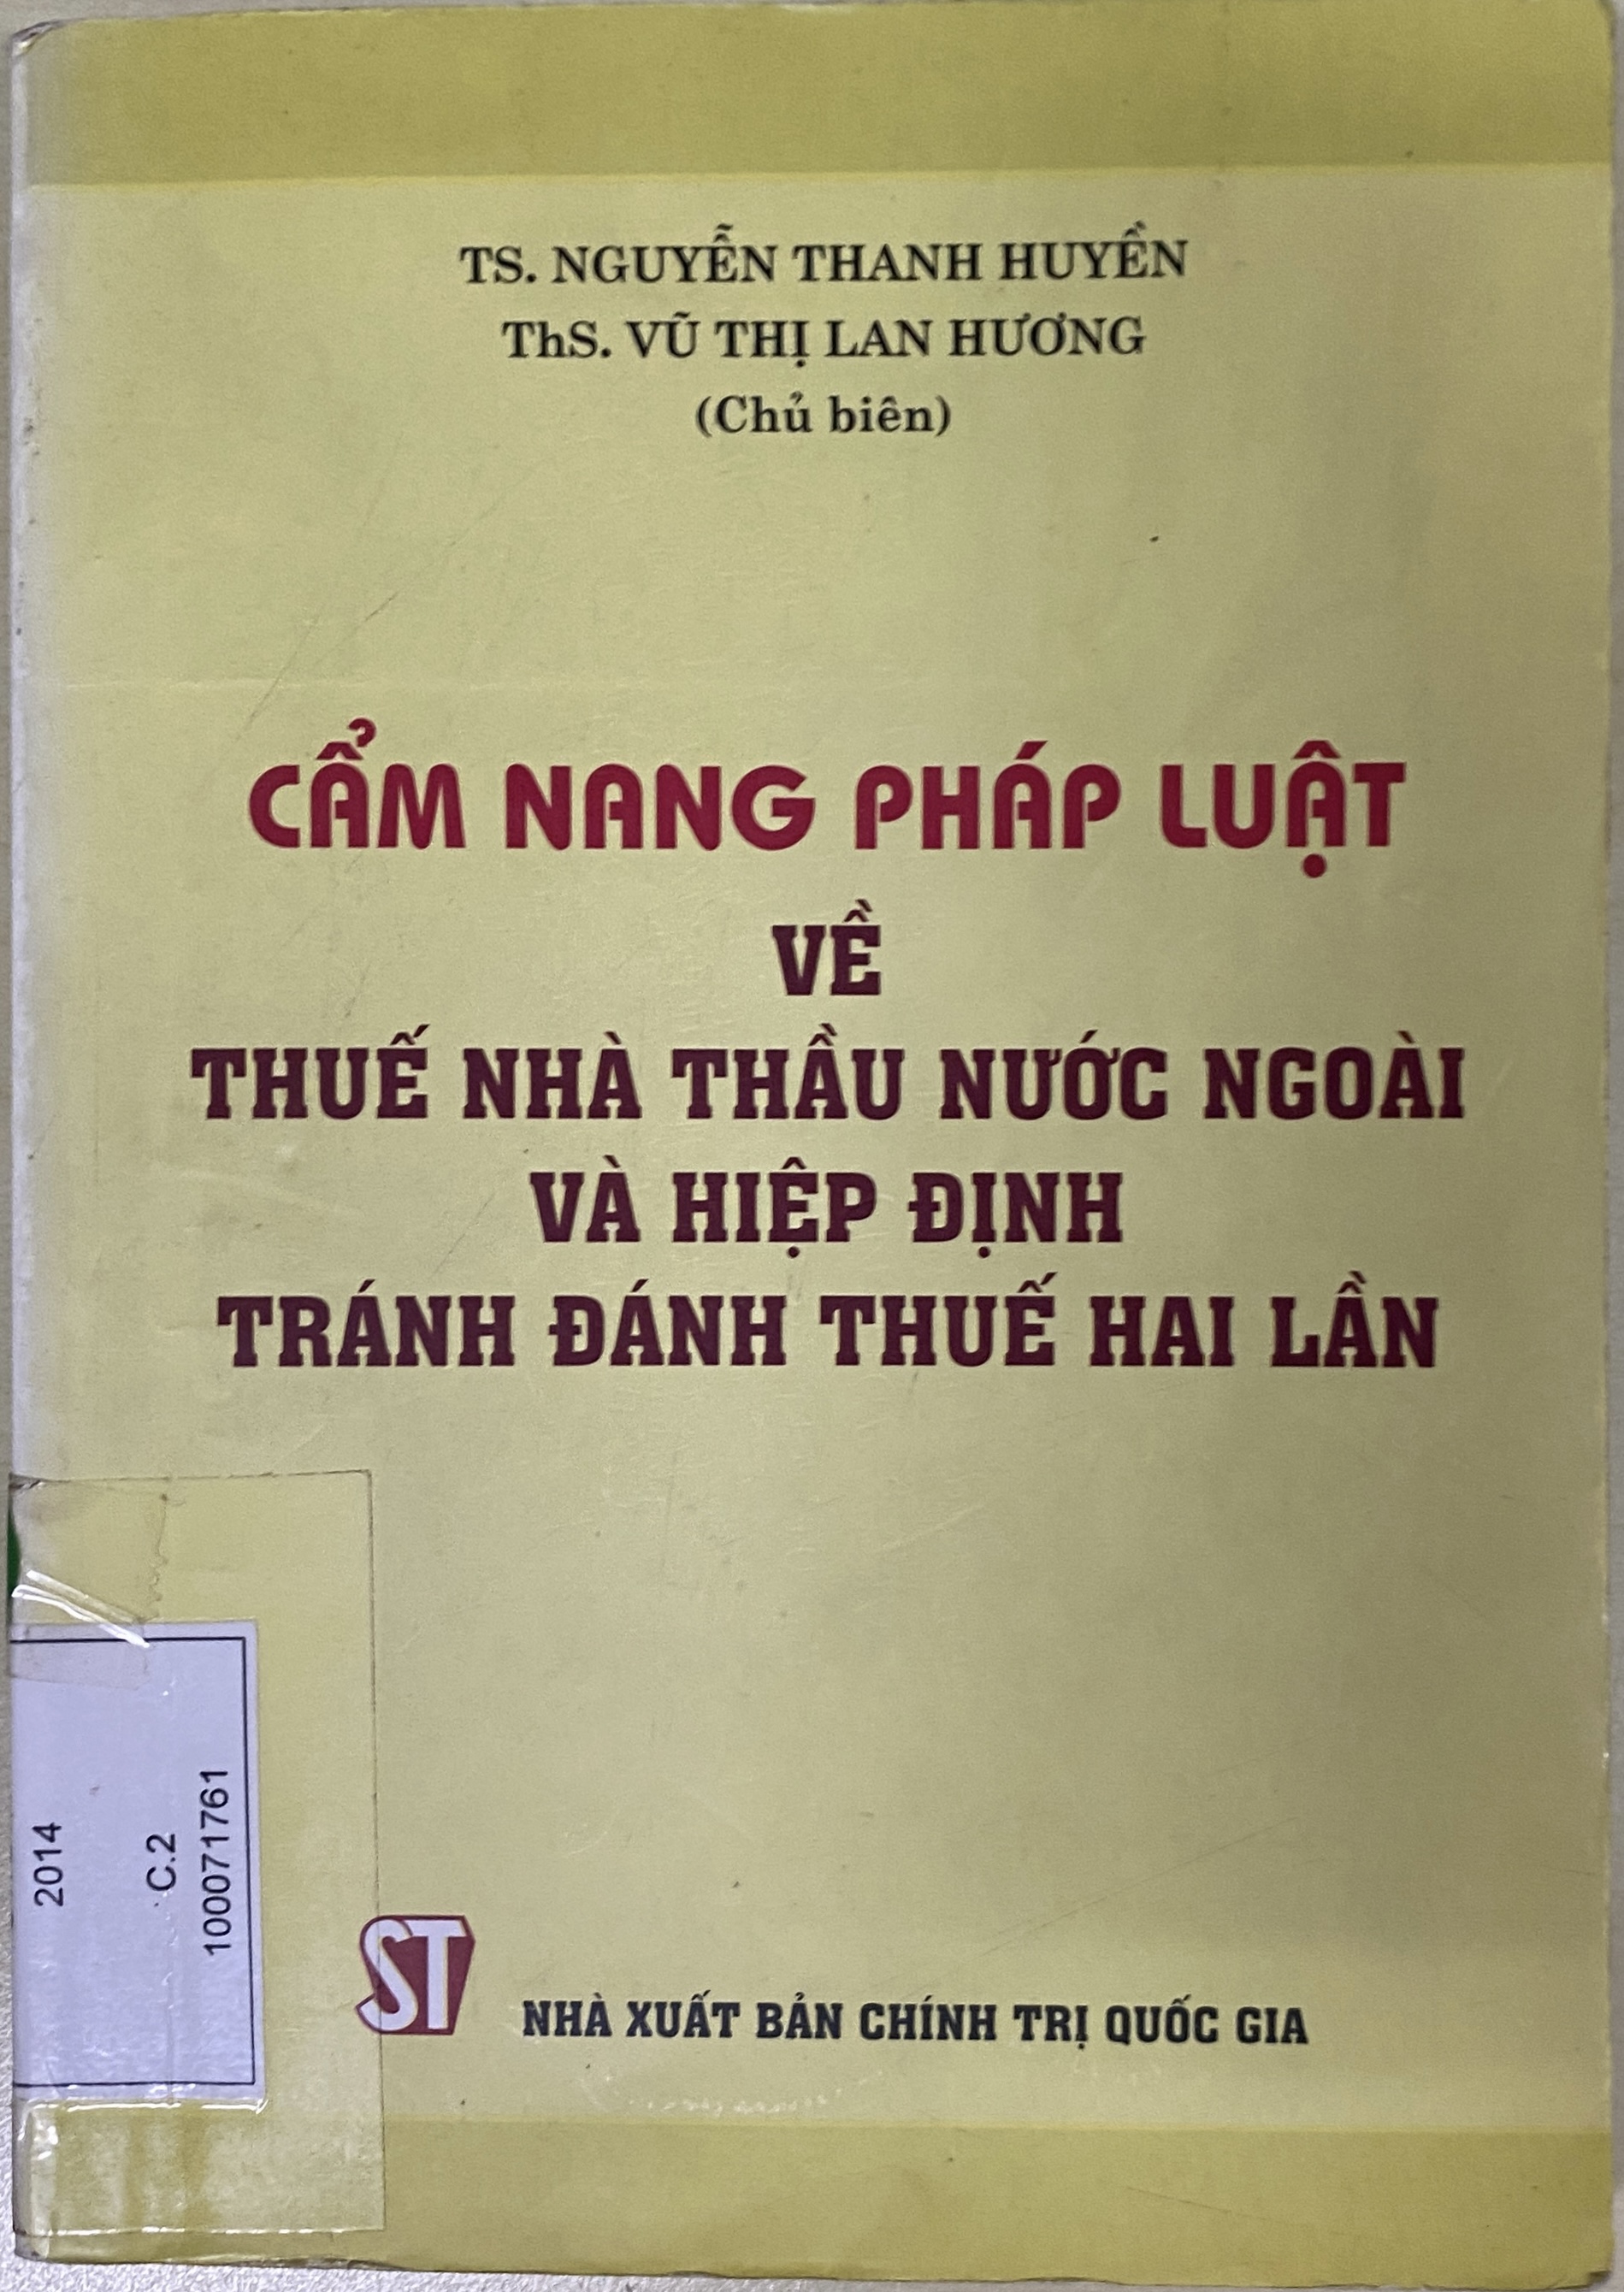 TS. NGUYỄN THANH HUYỀN
ThS. VŨ THỊ LAN HƯƠNG
(Chủ biên)
CẨM NANG PHÁP LUẬT
VỀ
THUẾ NHÀ THẦU NƯỚC NGOÀI
VÀ HIỆP ĐỊNH
TRÁNH ĐÁNH THUẾ HAI LẦN
2014
C.2
10071761
ST
NHÀ XUẤT BẢN CHÍNH TRỊ QUỐC GIA